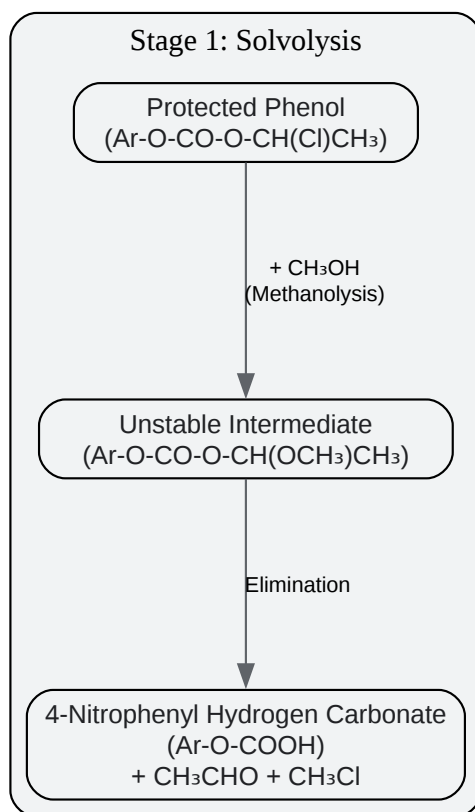 Stage 1: Solvolysis
Protected Phenol
(Ar-O-CO-O-CH(Cl)CH₃)
+ CH₃OH
(Methanolysis)
Unstable Intermediate
(Ar-O-CO-O-CH(OCH₃)CH₃)
Elimination
4-Nitrophenyl Hydrogen Carbonate
(Ar-O-COOH)
+ CH₃CHO + CH₃Cl